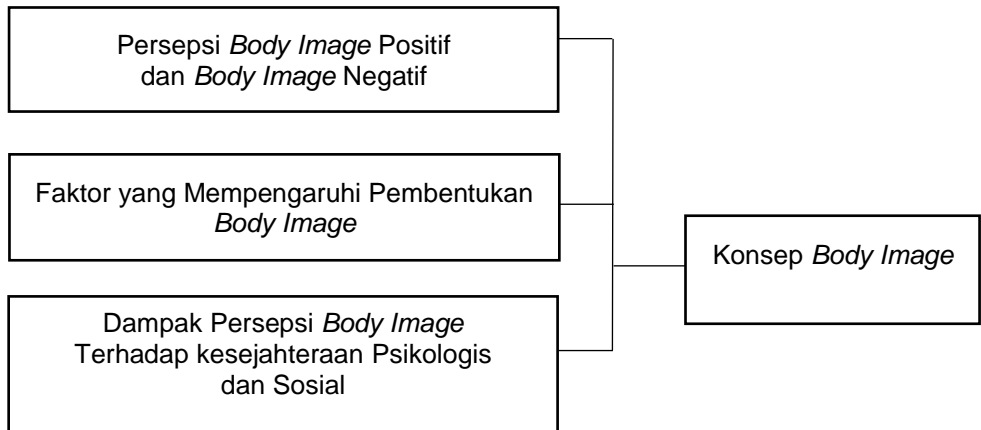 Persepsi Body Image Positif
dan Body Image Negatif
Faktor yang Mempengaruhi Pembentukan
Body Image
Dampak Persepsi Body Image
Terhadap kesejahteraan Psikologis
dan Sosial
Konsep Body Image